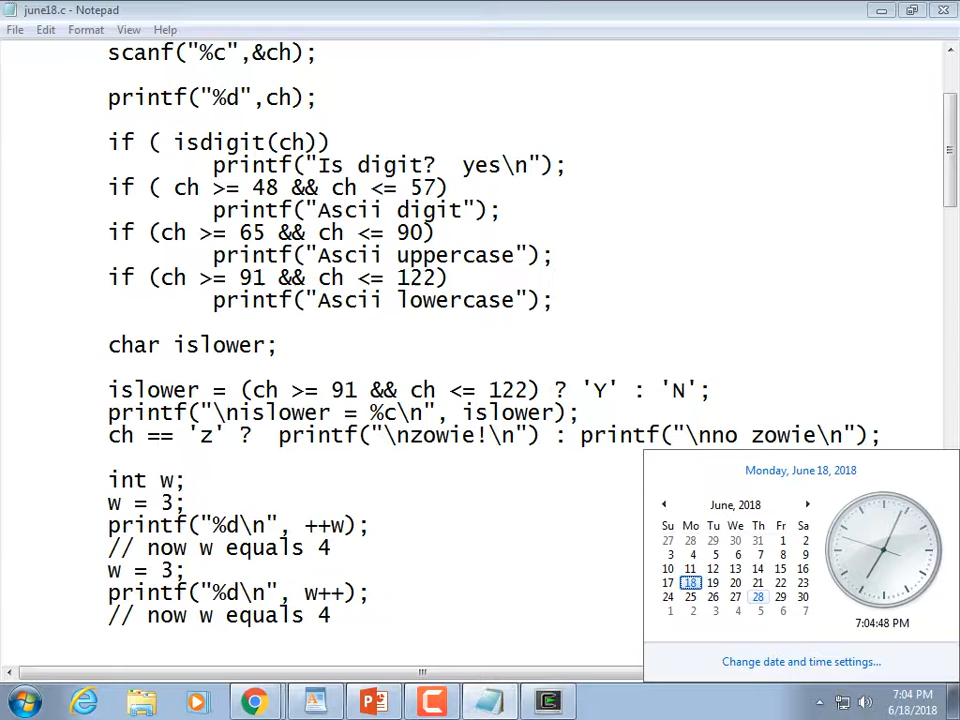 june18.c - Notepad
File Edit Format View Help
scanf("%c",&ch);
printf("%d",ch);
if ( isdigit(ch))
printf("Is digit?  yes\n");
if ( ch >= 48 && ch <= 57)
printf("Ascii digit");
if (ch >= 65 && ch <= 90)
printf("Ascii uppercase");
if (ch >= 91 && ch <= 122)
printf("Ascii lowercase");
char islower;
islower = (ch >= 91 && ch <= 122) ? 'Y' : 'N';
printf("\nislower = %c\n", islower);
ch == 'z' ?  printf("\nzowie!\n") : printf("\nno zowie\n");
int w;
w = 3;
printf("%d\n", ++w);
// now w equals 4
w = 3;
printf("%d\n", w++);
// now w equals 4
Monday, June 18, 2018
June, 2018
Su Mo Tu We Th Fr Sa
27 28 29 30 31 1 2
3 4 5 6 7 8 9
10 11 12 13 14 15 16
17 18 19 20 21 22 23
24 25 26 27 28 29 30
1 2 3 4 5 6 7
7:04:48 PM
Change date and time settings...
7:04 PM
6/18/2018